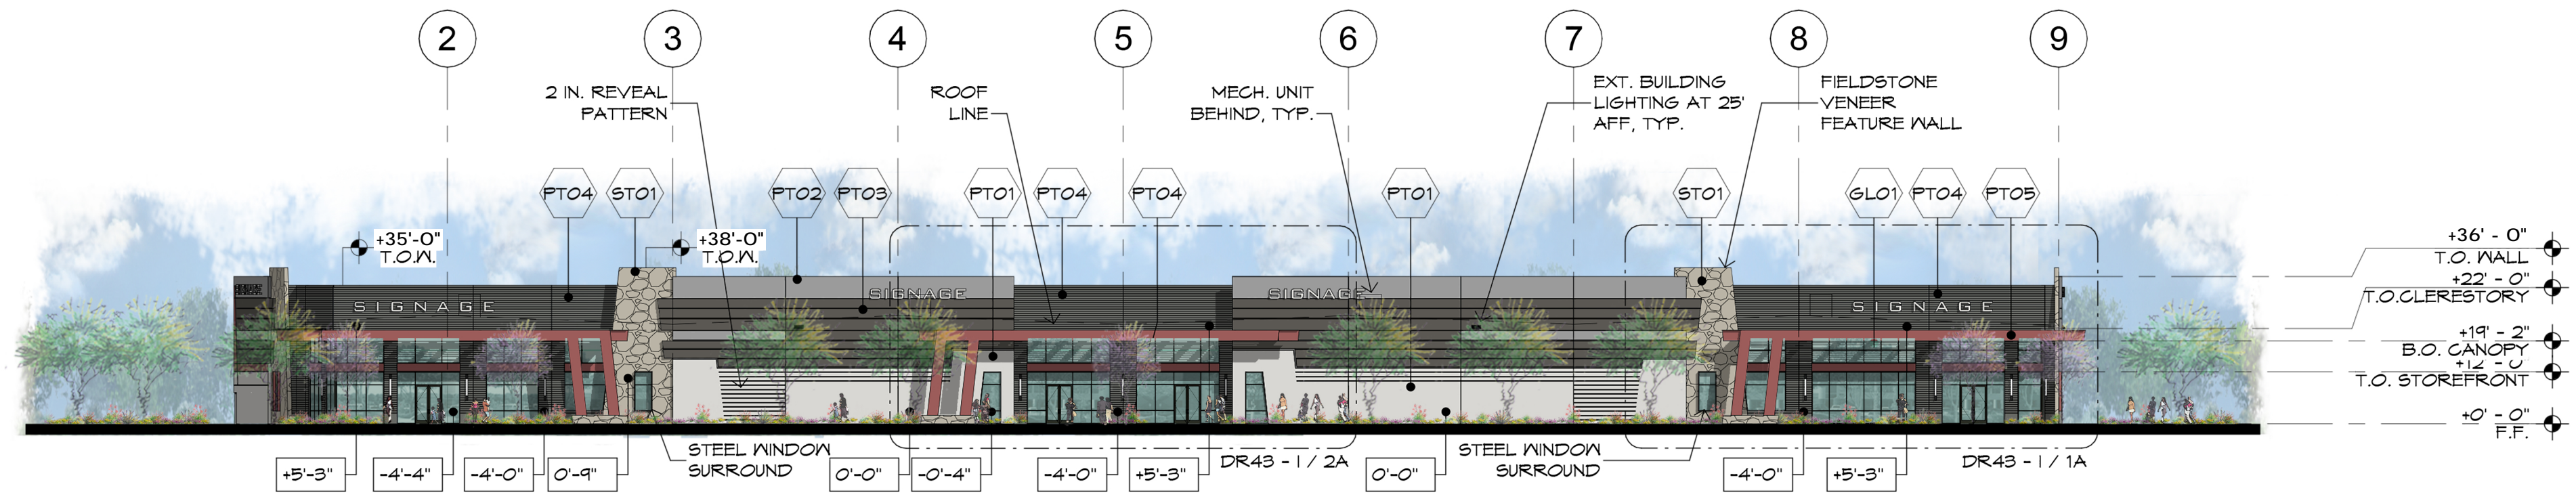 2 3 4 5 6 7 8 9
2 IN. REVEAL
PATTERN
ROOF
LINE
MECH. UNIT
BEHIND, TYP.
EXT. BUILDING
LIGHTING AT 25'
AFF, TYP.
FIELDSTONE
VENEER
FEATURE WALL
PT04 ST01 PT02 PT03 PT01 PT04 PT04 PT01 ST01 GL01 PT04 PT05
+35'-0"
T.O.W.
+38'-0"
T.O.W.
+36' - 0"
T.O. WALL
+22' - 0"
T.O.CLERESTORY
+19' - 2"
B.O. CANOPY
+12' - 0"
T.O. STOREFRONT
+0' - 0"
F.F.
SIGNAGE
SIGNAGE
SIGNAGE
SIGNAGE
STEEL WINDOW
SURROUND
DR43 - 1 / 2A
STEEL WINDOW
SURROUND
DR43 - 1 / 1A
+5'-3" -4'-4" -4'-0" 0'-9" 0'-0" -0'-4" -4'-0" +5'-3" 0'-0" -4'-0" +5'-3"